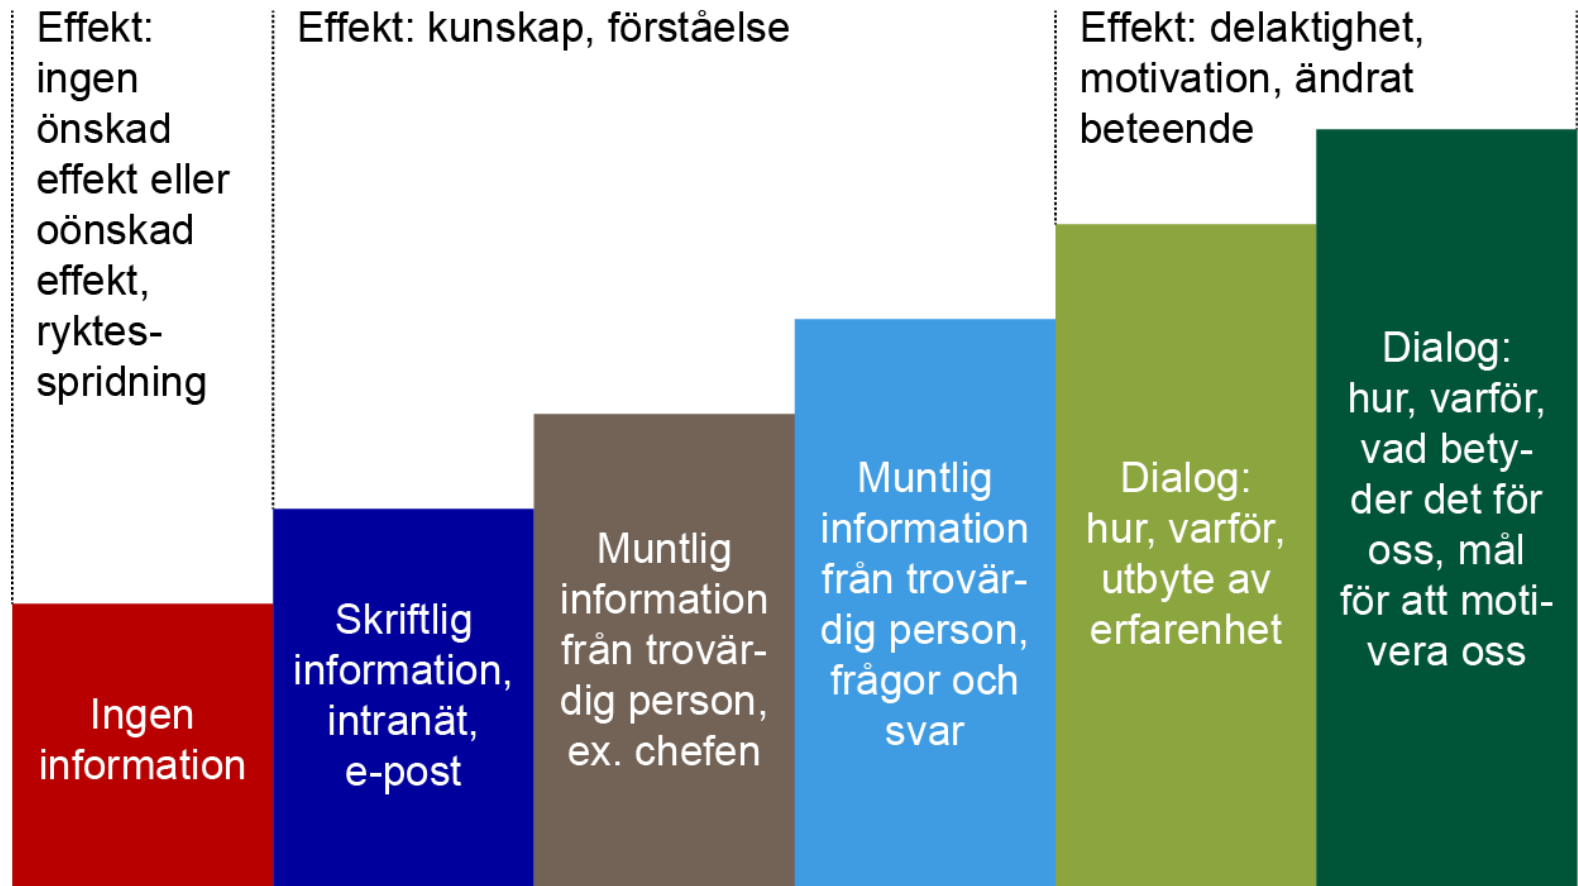 Effekt:
ingen
önskad
effekt eller
oönskad
effekt,
ryktes-
spridning
Effekt: kunskap, förståelse
Effekt: delaktighet,
motivation, ändrat
beteende
Ingen
information
Skriftlig
information,
intranät,
e-post
Muntlig
information
från trovär-
dig person,
ex. chefen
Muntlig
information
från trovär-
dig person,
frågor och
svar
Dialog:
hur, varför,
utbyte av
erfarenhet
Dialog:
hur, varför,
vad bety-
der det för
oss, mål
för att moti-
vera oss